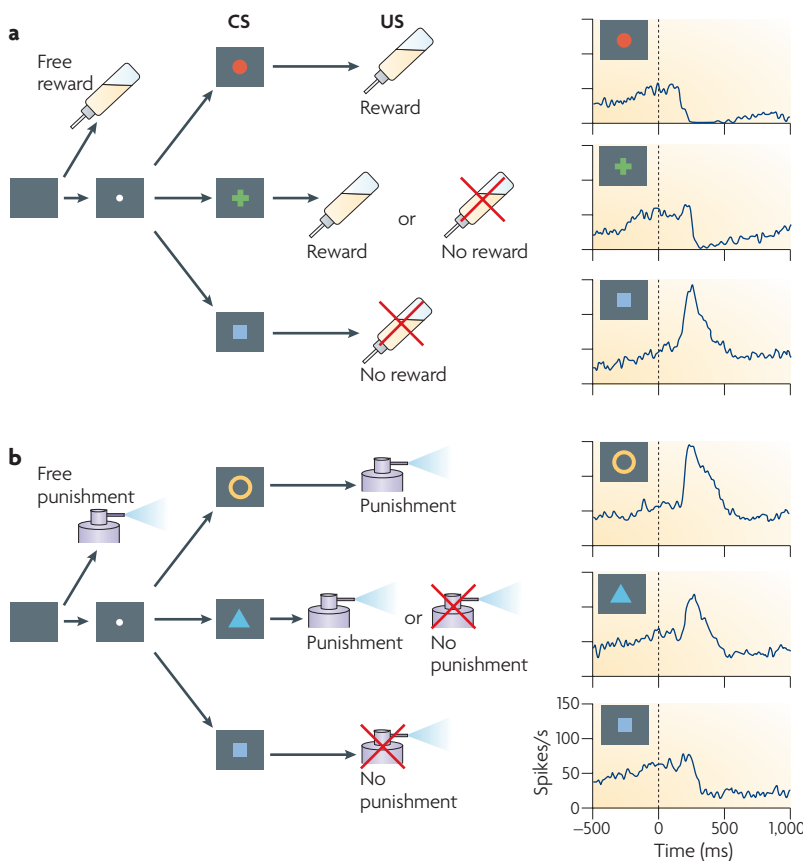 a
CS
US
Free
reward
Reward
Reward
or
No reward
No reward
b
Free
punishment
Punishment
Punishment
or
No
punishment
No
punishment
Spikes/s
150
100
50
0
–500
0
500
1,000
Time (ms)